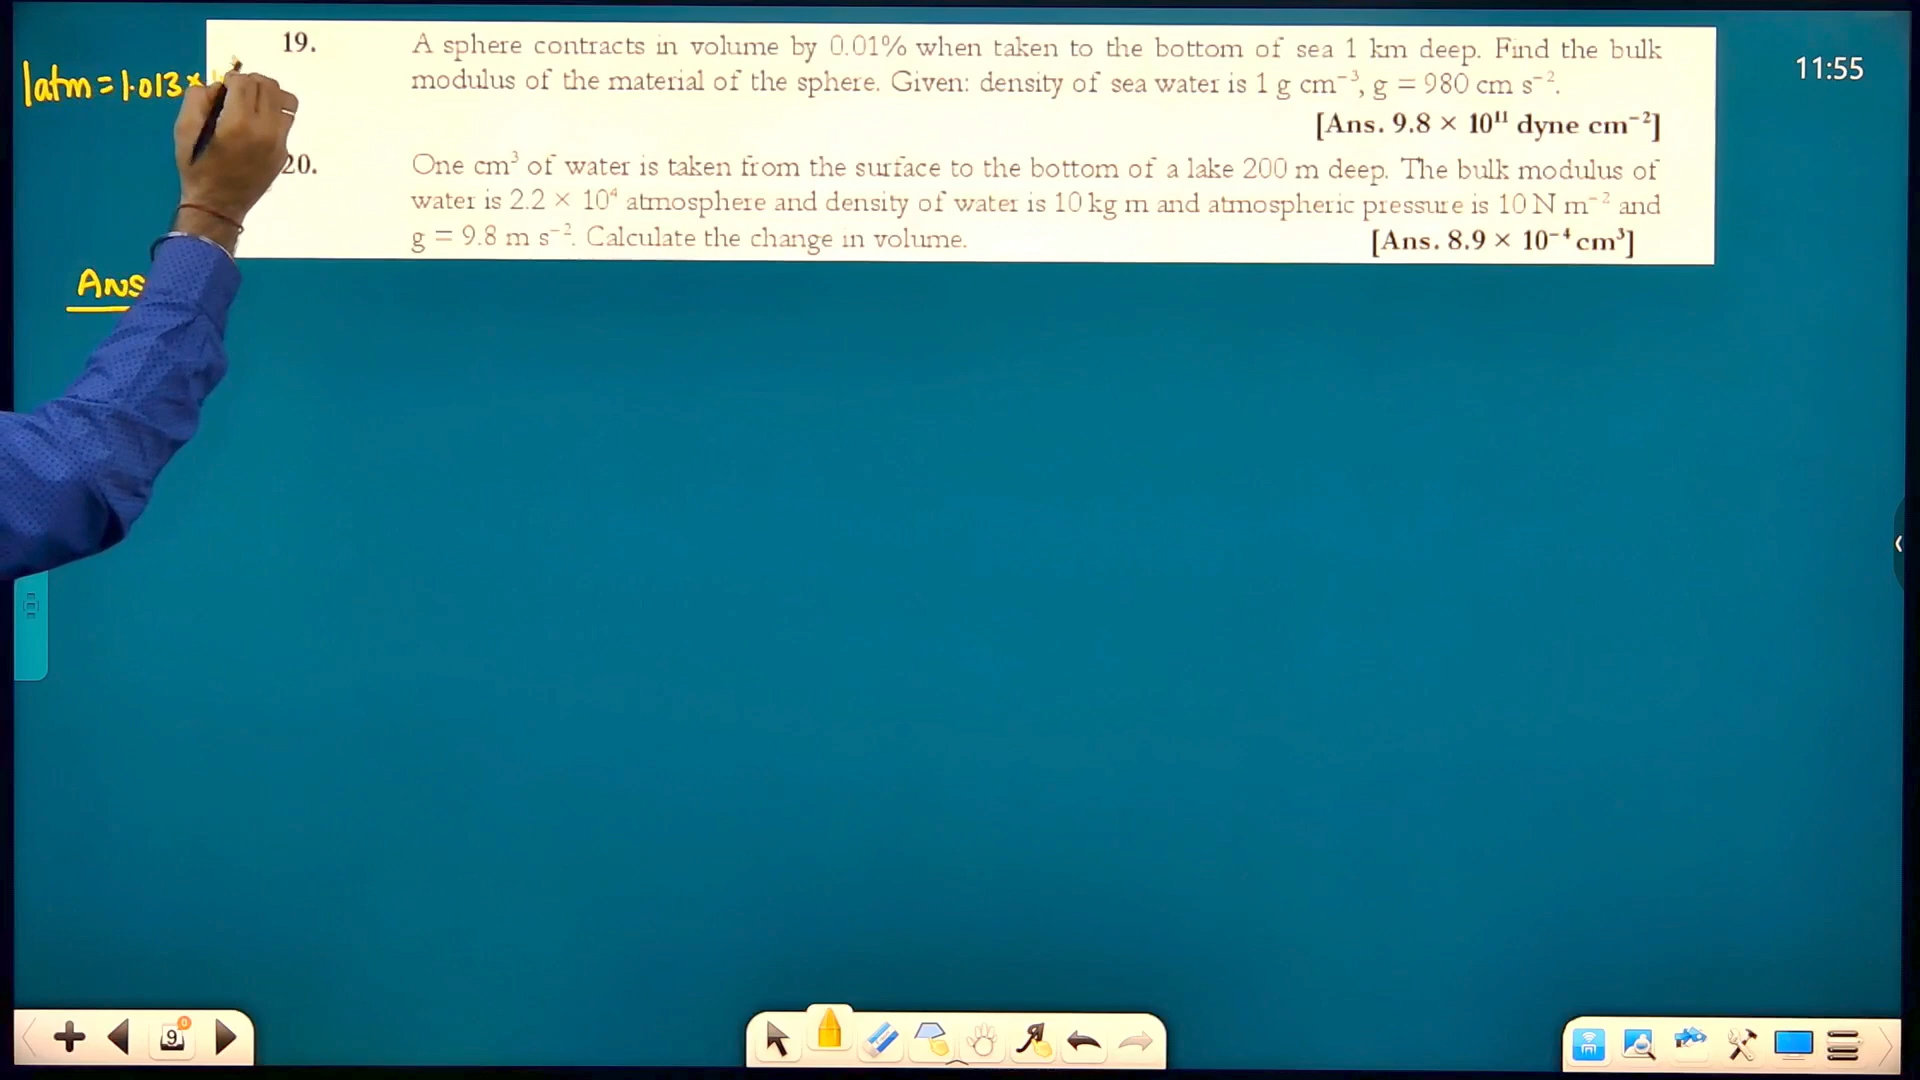 19. A sphere contracts in volume by 0.01% when taken to the bottom of sea 1 km deep. Find the bulk
1atm = 1.013 ×
modulus of the material of the sphere. Given: density of sea water is 1 g cm⁻³, g = 980 cm s⁻².
11:55
[Ans. 9.8 × 10¹¹ dyne cm⁻²]
20. One cm³ of water is taken from the surface to the bottom of a lake 200 m deep. The bulk modulus of
water is 2.2 × 10⁴ atmosphere and density of water is 10 kg m and atmospheric pressure is 10 N m⁻² and
g = 9.8 m s⁻². Calculate the change in volume. [Ans. 8.9 × 10⁻⁴ cm³]
Ans
9
0